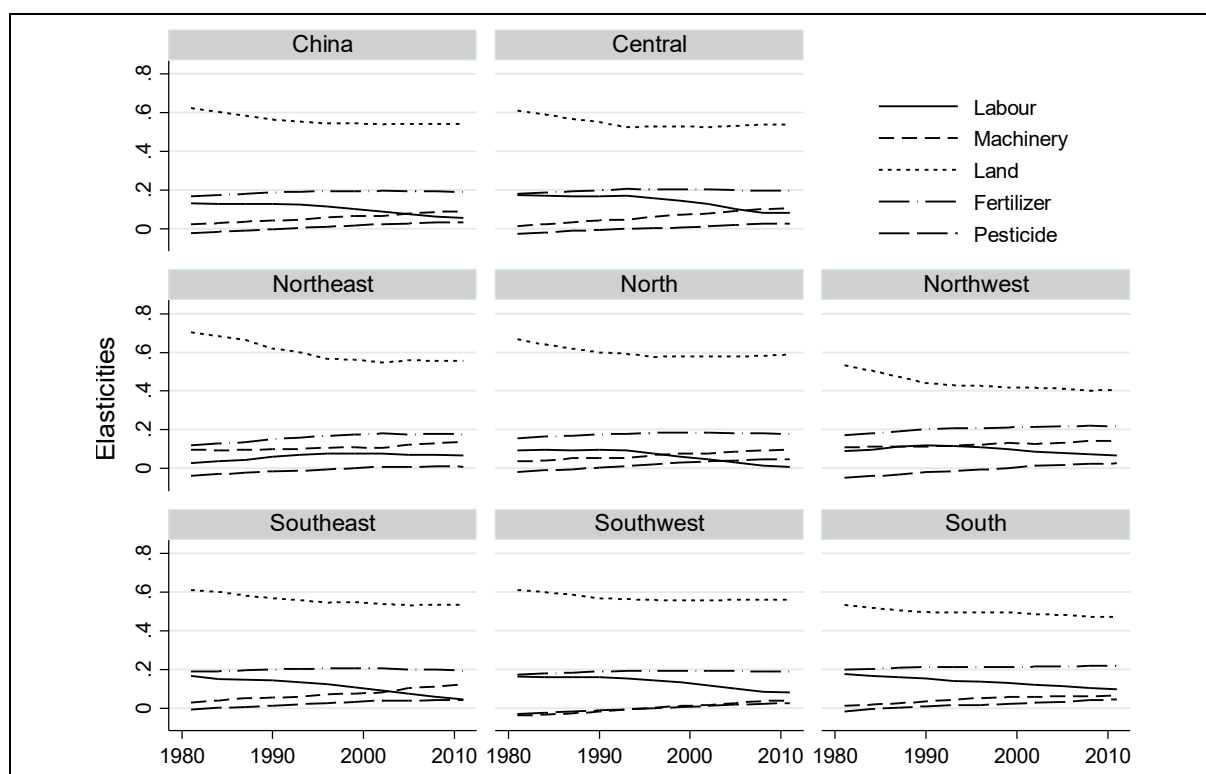 China
Central
.8
.6
.4
.2
0
Labour
Machinery
Land
Fertilizer
Pesticide
Northeast
North
Northwest
.8
.6
.4
.2
0
Elasticities
Southeast
Southwest
South
.8
.6
.4
.2
0
1980 1990 2000 2010 1980 1990 2000 2010 1980 1990 2000 2010